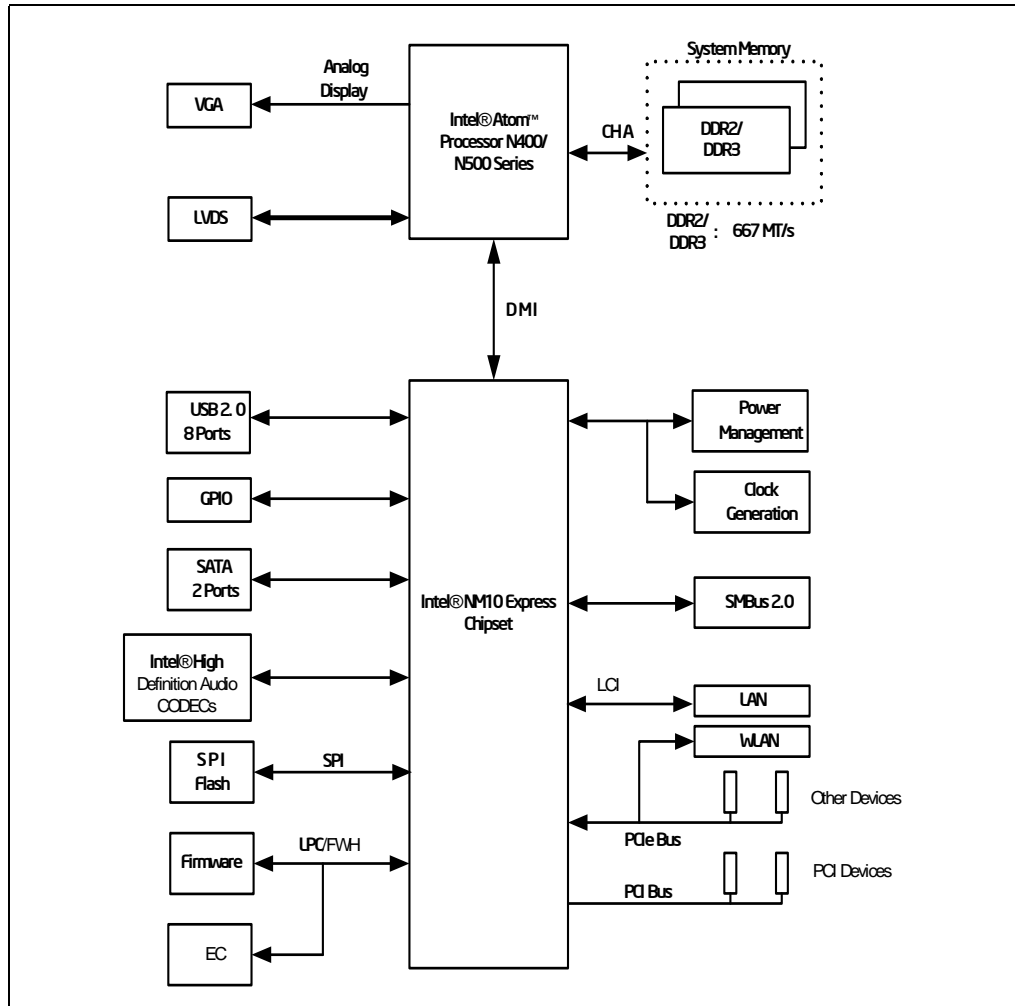 System Memory
Analog
Display
VGA
Intel® Atom™
Processor N400/
N500 Series
CHA
DDR2/
DDR3
LVDS
DDR2/
DDR3 : 667 MT/s
DMI
USB 2.0
8 Ports
Power
Management
GPIO
Clock
Generation
SATA
2 Ports
Intel® NM10 Express
Chipset
SMBus 2.0
Intel® High
Definition Audio
CODECs
LCI
LAN
WLAN
SPI
Flash
SPI
Other Devices
PCIe Bus
Firmware
LPC/FWH
PCI Devices
PCI Bus
EC